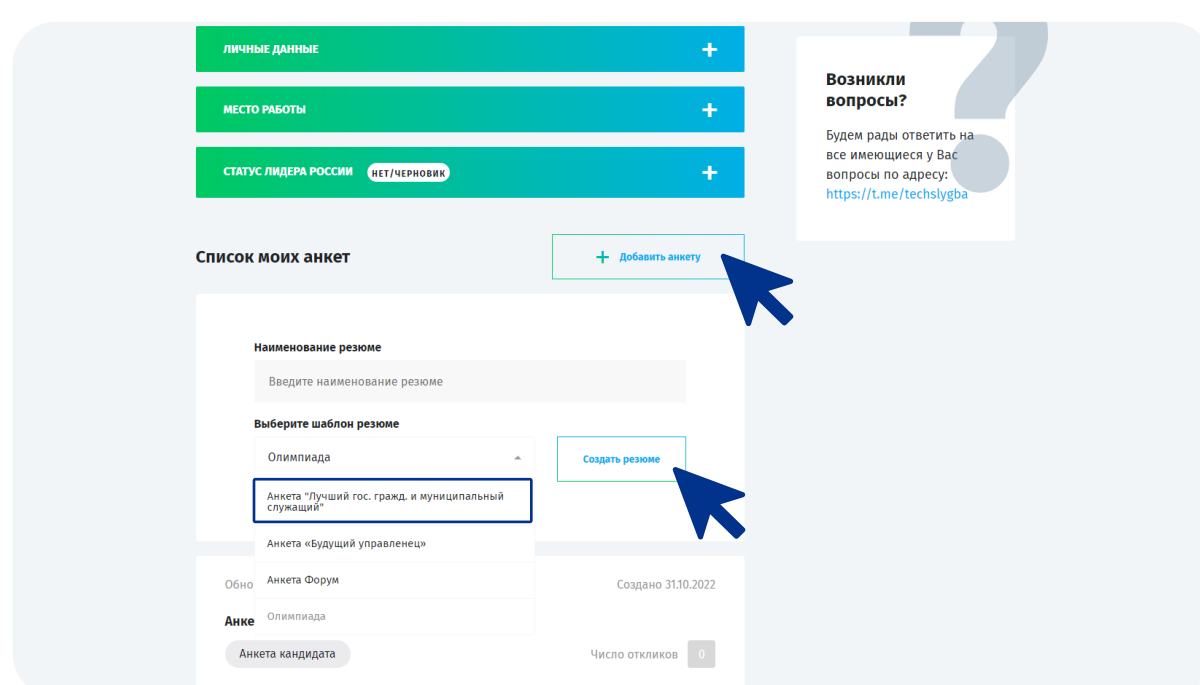 ЛИЧНЫЕ ДАННЫЕ
МЕСТО РАБОТЫ
СТАТУС ЛИДЕРА РОССИИ НЕТ/ЧЕРНОВИК
Возникли
вопросы?
Будем рады ответить на
все имеющиеся у Вас
вопросы по адресу:
https://t.me/techslygba
Список моих анкет
Добавить анкету
Наименование резюме
Введите наименование резюме
Выберите шаблон резюме
Олимпиада
Создать резюме
Анкета "Лучший гос. гражд. и муниципальный
служащий"
Анкета «Будущий управленец»
Анкета Форум
Олимпиада
Обно
Создано 31.10.2022
Анке
Анкета кандидата
Число откликов 0